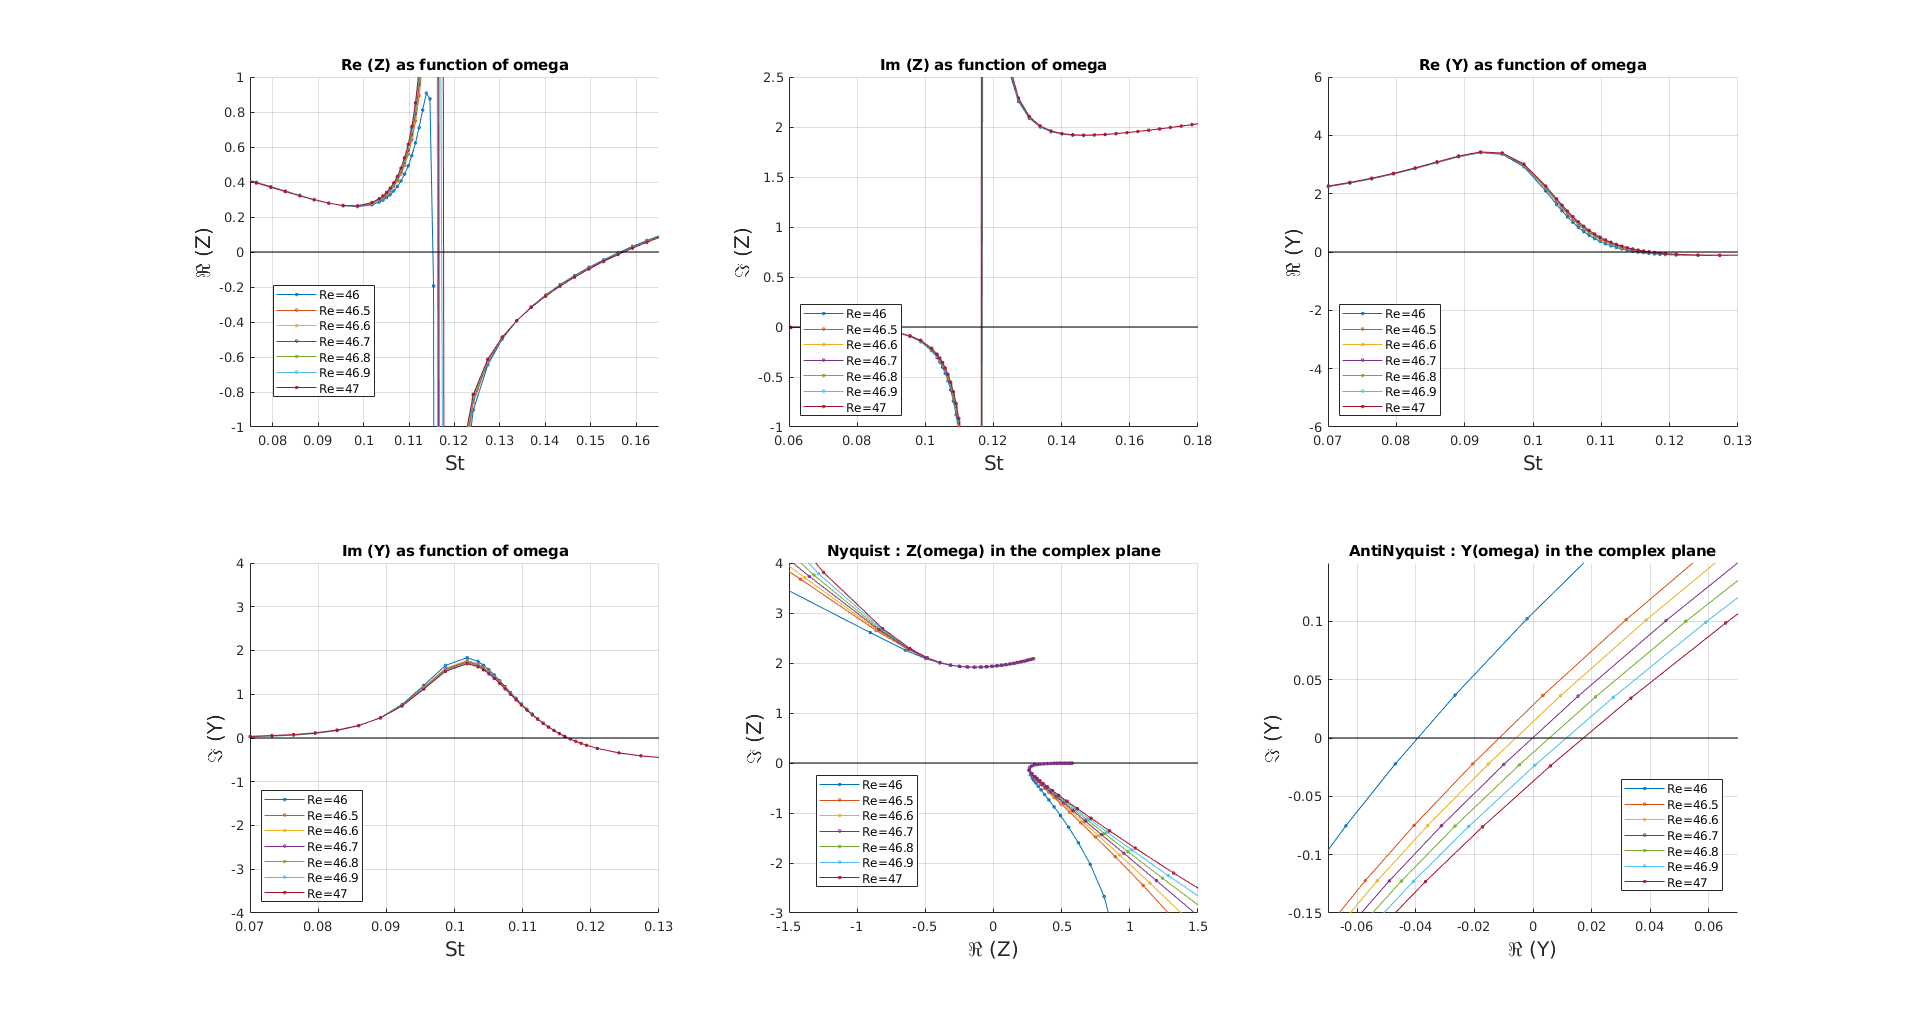 Re (Z) as function of omega
1
0.8
0.6
0.4
0.2
0
-0.2
-0.4
-0.6
-0.8
-1
ℜ (Z)
Re=46
Re=46.5
Re=46.6
Re=46.7
Re=46.8
Re=46.9
Re=47
0.08 0.09 0.1 0.11 0.12 0.13 0.14 0.15 0.16
St
Im (Z) as function of omega
2.5
2
1.5
1
0.5
0
-0.5
-1
ℑ (Z)
Re=46
Re=46.5
Re=46.6
Re=46.7
Re=46.8
Re=46.9
Re=47
0.06 0.08 0.1 0.12 0.14 0.16 0.18
St
Re (Y) as function of omega
6
4
2
0
-2
-4
-6
ℜ (Y)
Re=46
Re=46.5
Re=46.6
Re=46.7
Re=46.8
Re=46.9
Re=47
0.07 0.08 0.09 0.1 0.11 0.12 0.13
St
Im (Y) as function of omega
4
3
2
1
0
-1
-2
-3
-4
ℑ (Y)
Re=46
Re=46.5
Re=46.6
Re=46.7
Re=46.8
Re=46.9
Re=47
0.07 0.08 0.09 0.1 0.11 0.12 0.13
St
Nyquist : Z(omega) in the complex plane
4
3
2
1
0
-1
-2
-3
ℑ (Z)
Re=46
Re=46.5
Re=46.6
Re=46.7
Re=46.8
Re=46.9
Re=47
-1.5 -1 -0.5 0 0.5 1 1.5
ℜ (Z)
AntiNyquist : Y(omega) in the complex plane
0.1
0.05
0
-0.05
-0.1
-0.15
ℑ (Y)
Re=46
Re=46.5
Re=46.6
Re=46.7
Re=46.8
Re=46.9
Re=47
-0.06 -0.04 -0.02 0 0.02 0.04 0.06
ℜ (Y)